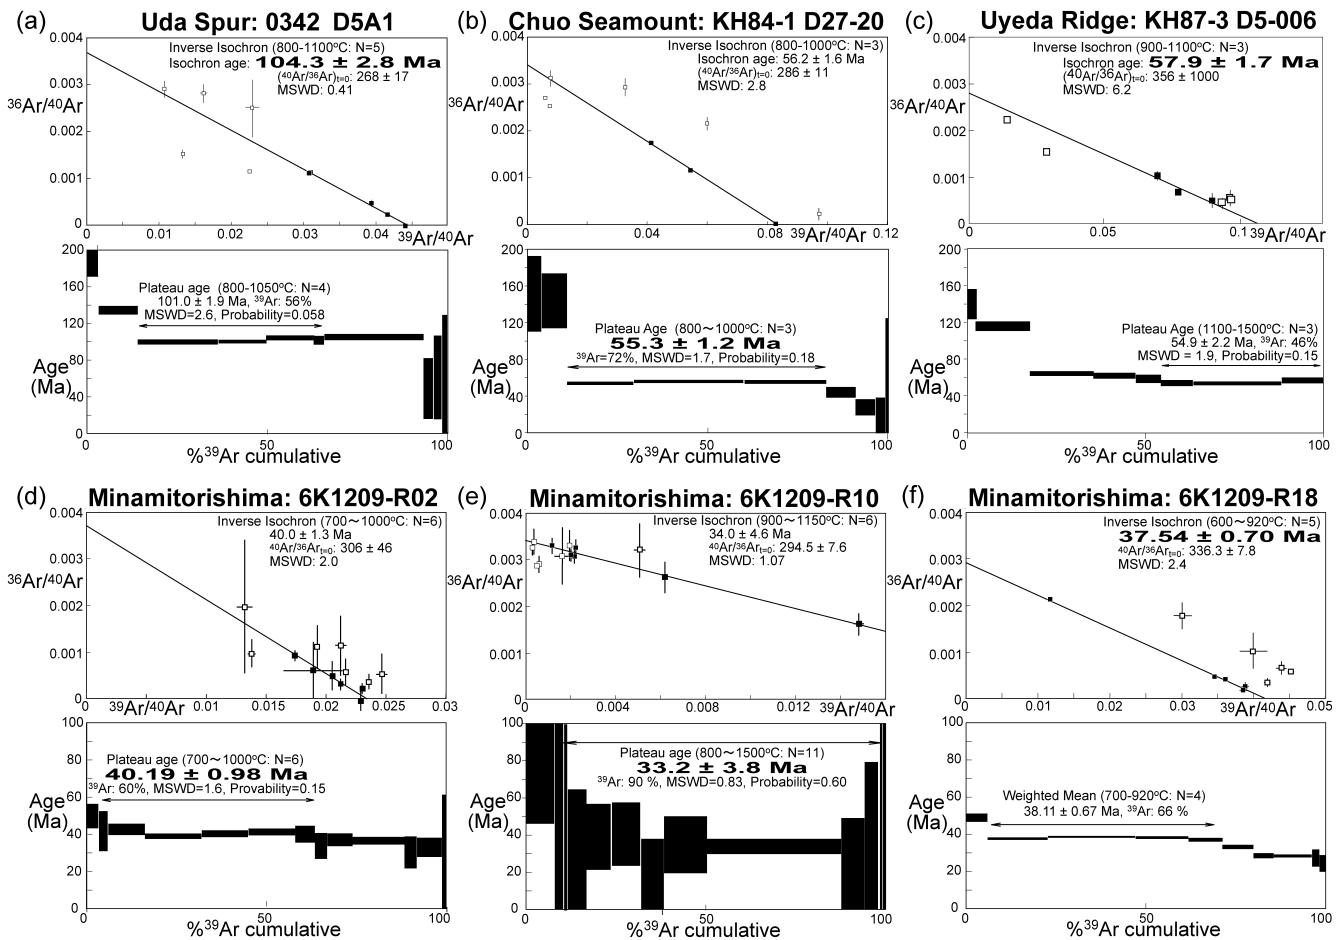 (a) Uda Spur: 0342 D5A1
0.004
0.003
0.002
0.001
0
36Ar/40Ar
Inverse Isochron (800-1100ºC: N=5)
Isochron age: 104.3 ± 2.8 Ma
(40Ar/36Ar)t=0: 268 ± 17
MSWD: 0.41
0 0.01 0.02 0.03 0.04
39Ar/40Ar
200
160
120
80
40
0
Age
(Ma)
Plateau age (800-1050ºC: N=4)
101.0 ± 1.9 Ma, 39Ar: 56%
MSWD=2.6, Probability=0.058
0 50 100
%39Ar cumulative
(b) Chuo Seamount: KH84-1 D27-20
0.004
0.003
0.002
0.001
0
36Ar/40Ar
Inverse Isochron (800-1000ºC: N=3)
Isochron age: 56.2 ± 1.6 Ma
(40Ar/36Ar)t=0: 286 ± 11
MSWD: 2.8
0 0.04 0.08 0.12
39Ar/40Ar
200
160
120
80
40
0
Age
(Ma)
Plateau Age (800～1000ºC: N=3)
55.3 ± 1.2 Ma
39Ar=72%, MSWD=1.7, Probability=0.18
0 50 100
%39Ar cumulative
(c) Uyeda Ridge: KH87-3 D5-006
0.004
0.003
0.002
0.001
0
36Ar/40Ar
Inverse Isochron (900-1100ºC: N=3)
Isochron age: 57.9 ± 1.7 Ma
(40Ar/36Ar)t=0: 356 ± 1000
MSWD: 6.2
0 0.05 0.1
39Ar/40Ar
200
160
120
80
40
0
Age
(Ma)
Plateau Age (1100-1500ºC: N=3)
54.9 ± 2.2 Ma, 39Ar: 46%
MSWD = 1.9, Probability=0.15
0 50 100
%39Ar cumulative
(d) Minamitorishima: 6K1209-R02
0.004
0.003
0.002
0.001
0
36Ar/40Ar
Inverse Isochron (700～1000ºC: N=6)
40.0 ± 1.3 Ma
40Ar/36Art=0: 306 ± 46
MSWD: 2.0
0 0.01 0.02 0.03
0.015 0.025
39Ar/40Ar
100
80
60
40
20
0
Age
(Ma)
Plateau age (700～1000ºC: N=6)
40.19 ± 0.98 Ma
39Ar: 60%, MSWD=1.6, Provability=0.15
0 50 100
%39Ar cumulative
(e) Minamitorishima: 6K1209-R10
0.004
0.003
0.002
0.001
0
36Ar/40Ar
Inverse Isochron (900～1150ºC: N=6)
34.0 ± 4.6 Ma
40Ar/36Art=0: 294.5 ± 7.6
MSWD: 1.07
0 0.004 0.008 0.012
39Ar/40Ar
100
80
60
40
20
0
Age
(Ma)
Plateau age (800～1500ºC: N=11)
33.2 ± 3.8 Ma
39Ar: 90 %, MSWD=0.83, Probability=0.60
0 50 100
%39Ar cumulative
(f) Minamitorishima: 6K1209-R18
0.004
0.003
0.002
0.001
0
36Ar/40Ar
Inverse Isochron (600～920ºC: N=5)
37.54 ± 0.70 Ma
40Ar/36Art=0: 336.3 ± 7.8
MSWD: 2.4
0 0.01 0.02 0.03 0.05
39Ar/40Ar
100
80
60
40
20
0
Age
(Ma)
Weighted Mean (700-920ºC: N=4)
38.11 ± 0.67 Ma, 39Ar: 66 %
0 50 100
%39Ar cumulative